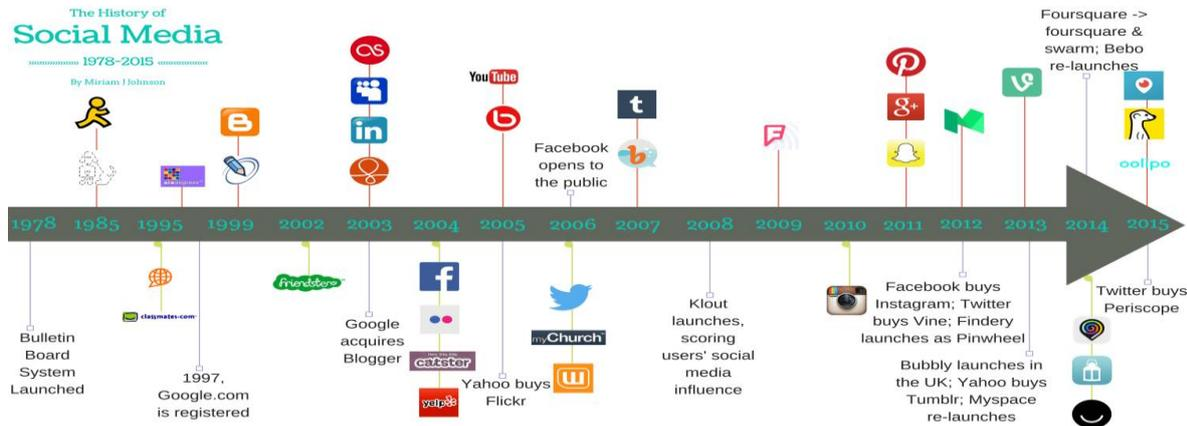 The History of
Social Media
1978-2015
By Miriam J Johnson
Foursquare ->
foursquare &
swarm; Bebo
re-launches
You Tube
Facebook
opens to
the public
oolipo
1978 1985 1995 1999 2002 2003 2004 2005 2006 2007 2008 2009 2010 2011 2012 2013 2014 2015
Bulletin
Board
System
Launched
classmates.com
1997,
Google.com
is registered
friendster
Google
acquires
Blogger
catster
yelp
Yahoo buys
Flickr
myChurch
Klout
launches,
scoring
users' social
media
influence
Facebook buys
Instagram; Twitter
buys Vine; Findery
launches as Pinwheel
Bubbly launches in
the UK; Yahoo buys
Tumblr; Myspace
re-launches
Twitter buys
Periscope